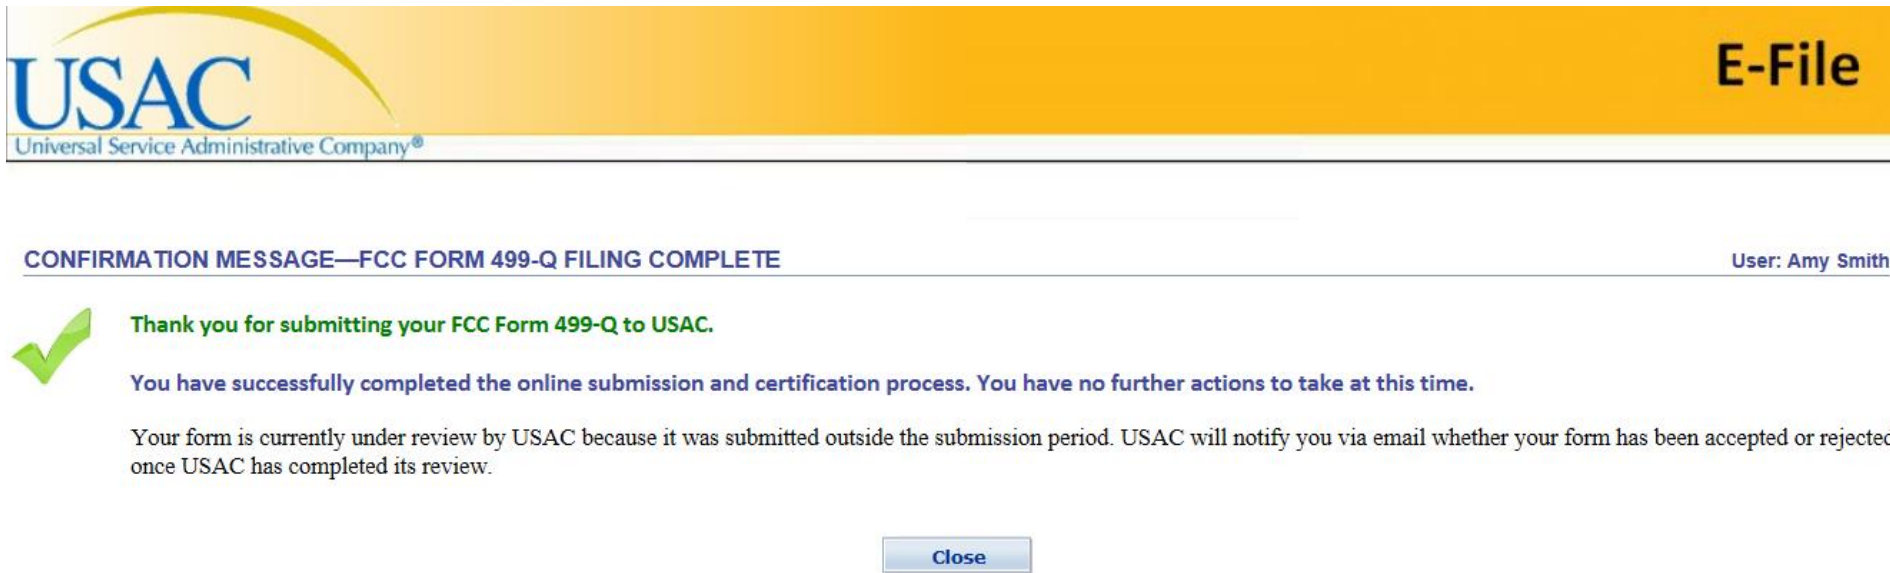 USAC
Universal Service Administrative Company®
E-File
CONFIRMATION MESSAGE—FCC FORM 499-Q FILING COMPLETE
User: Amy Smith
Thank you for submitting your FCC Form 499-Q to USAC.
You have successfully completed the online submission and certification process. You have no further actions to take at this time.
Your form is currently under review by USAC because it was submitted outside the submission period. USAC will notify you via email whether your form has been accepted or rejected
once USAC has completed its review.
Close